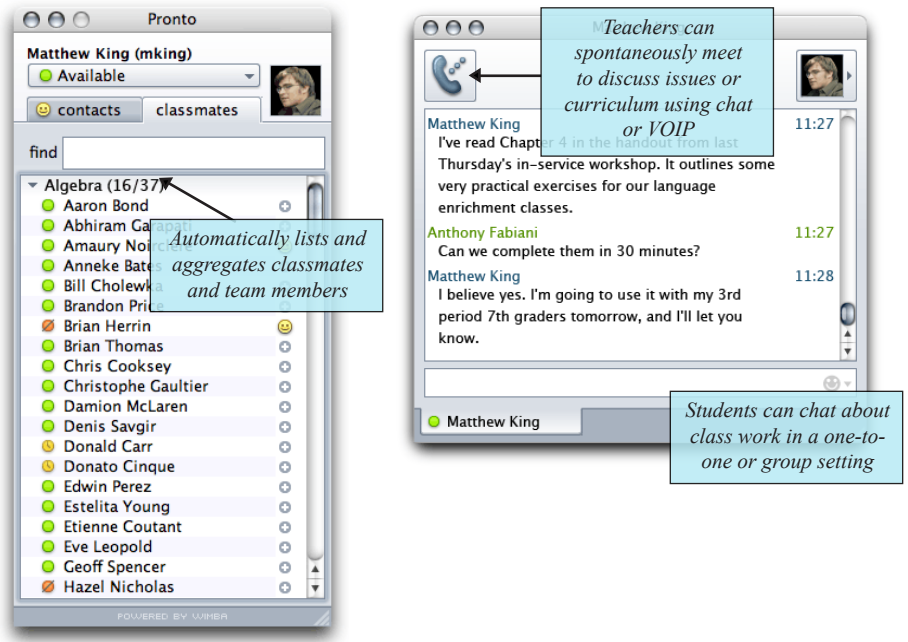 Pronto
Matthew King (mking)
Available
contacts
classmates
find
Algebra (16/37)
Aaron Bond
Abhiram Garapati
Amaury Noirclere
Anneke Bates
Bill Cholewka
Brandon Price
Brian Herrin
Brian Thomas
Chris Cooksey
Christophe Gaultier
Damion McLaren
Denis Savgir
Donald Carr
Donato Cinque
Edwin Perez
Estelita Young
Etienne Coutant
Eve Leopold
Geoff Spencer
Hazel Nicholas
POWERED BY WIMBA
Automatically lists and
aggregates classmates
and team members
Matthew King
Teachers can
spontaneously meet
to discuss issues or
curriculum using chat
or VOIP
Matthew King 11:27
I've read Chapter 4 in the handout from last
Thursday's in-service workshop. It outlines some
very practical exercises for our language
enrichment classes.
Anthony Fabiani 11:27
Can we complete them in 30 minutes?
Matthew King 11:28
I believe yes. I'm going to use it with my 3rd
period 7th graders tomorrow, and I'll let you
know.
Matthew King
Students can chat about
class work in a one-to-
one or group setting